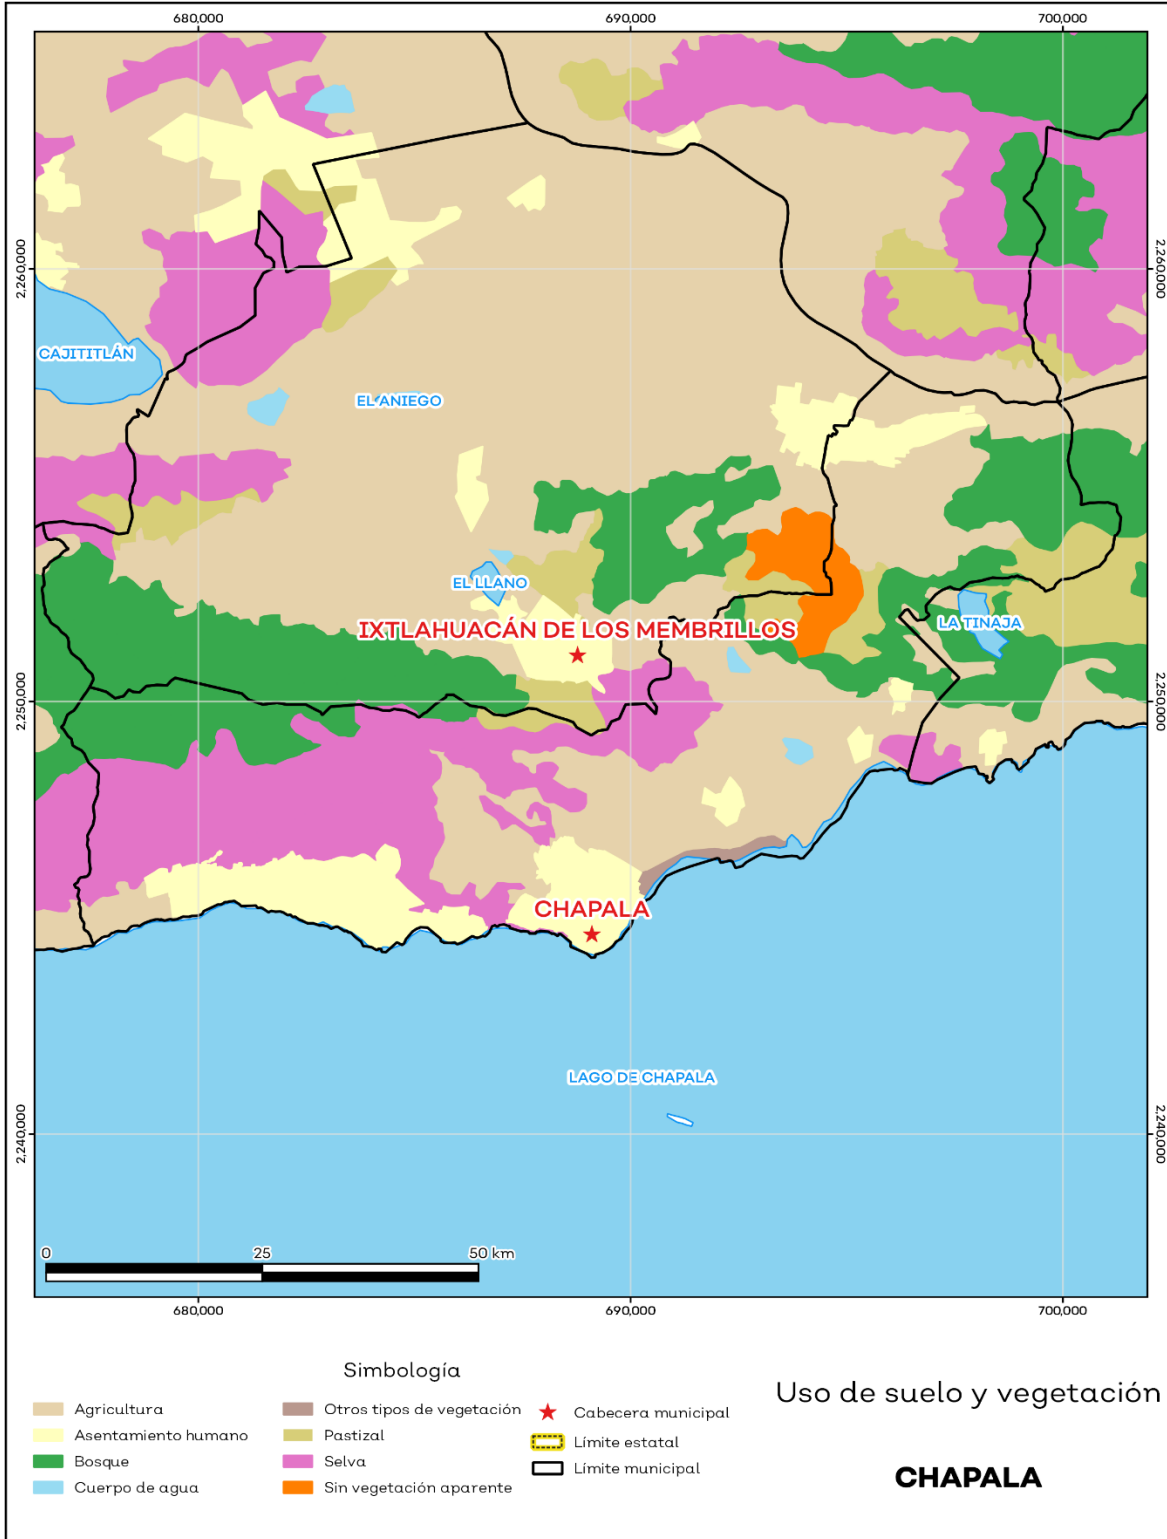 680,000 690,000 700,000
2,260,000 2,260,000
CAJITITLÁN
EL ANIEGO
EL LLANO
IXTLAHUACÁN DE LOS MEMBRILLOS
LA TINAJA
2,250,000 2,250,000
CHAPALA
LAGO DE CHAPALA
2,240,000 2,240,000
0 25 50 km
680,000 690,000 700,000
Simbología
Agricultura
Asentamiento humano
Bosque
Cuerpo de agua
Otros tipos de vegetación
Pastizal
Selva
Sin vegetación aparente
Cabecera municipal
Límite estatal
Límite municipal
Uso de suelo y vegetación
CHAPALA